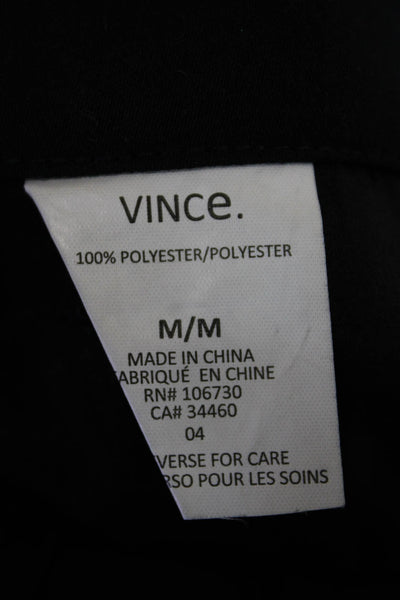 VINCe.
100% POLYESTER/POLYESTER
M/M
MADE IN CHINA
FABRIQUÉ EN CHINE
RN# 106730
CA# 34460
04
VERSE FOR CARE
RSO POUR LES SOINS